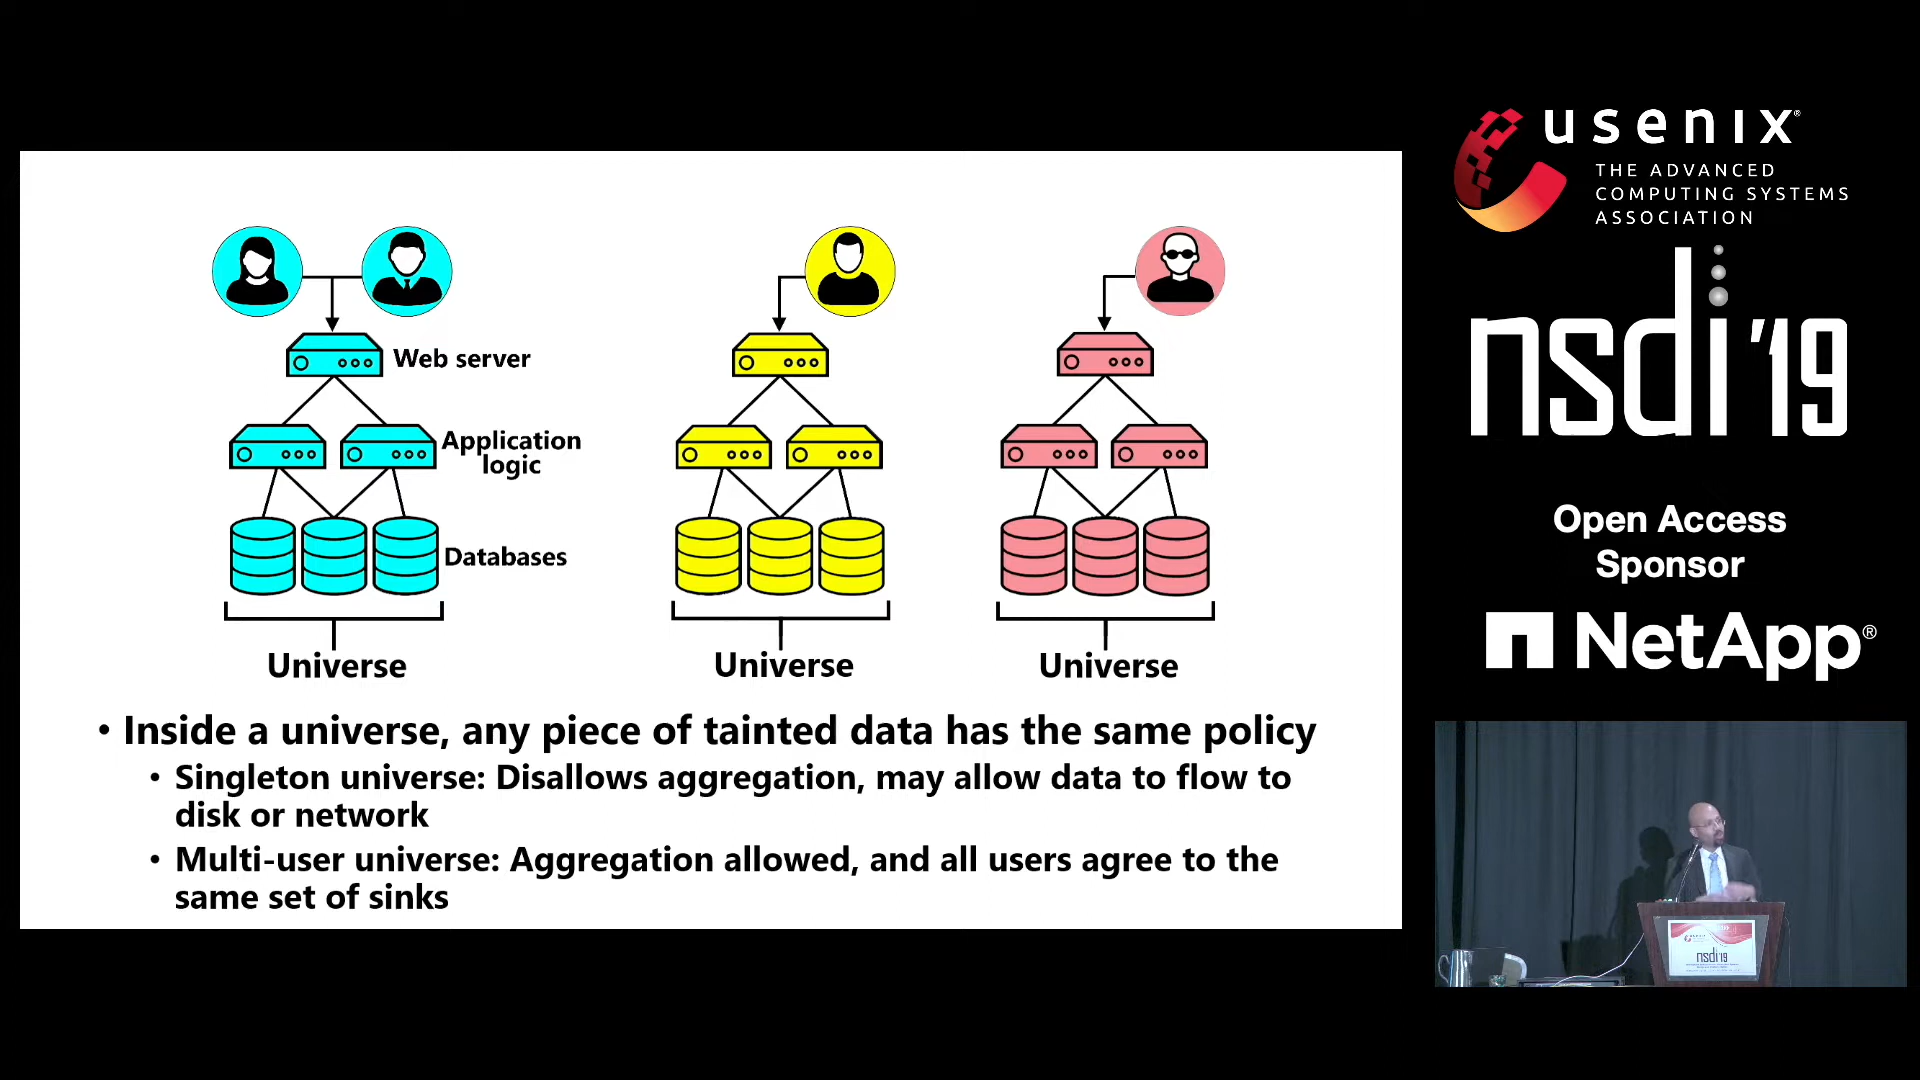 Web server
Application
logic
Databases
Universe
Universe
Universe
• Inside a universe, any piece of tainted data has the same policy
• Singleton universe: Disallows aggregation, may allow data to flow to
disk or network
• Multi-user universe: Aggregation allowed, and all users agree to the
same set of sinks
usenix®
THE ADVANCED
COMPUTING SYSTEMS
ASSOCIATION
nsdi '19
Open Access
Sponsor
NetApp®
nsdi '19